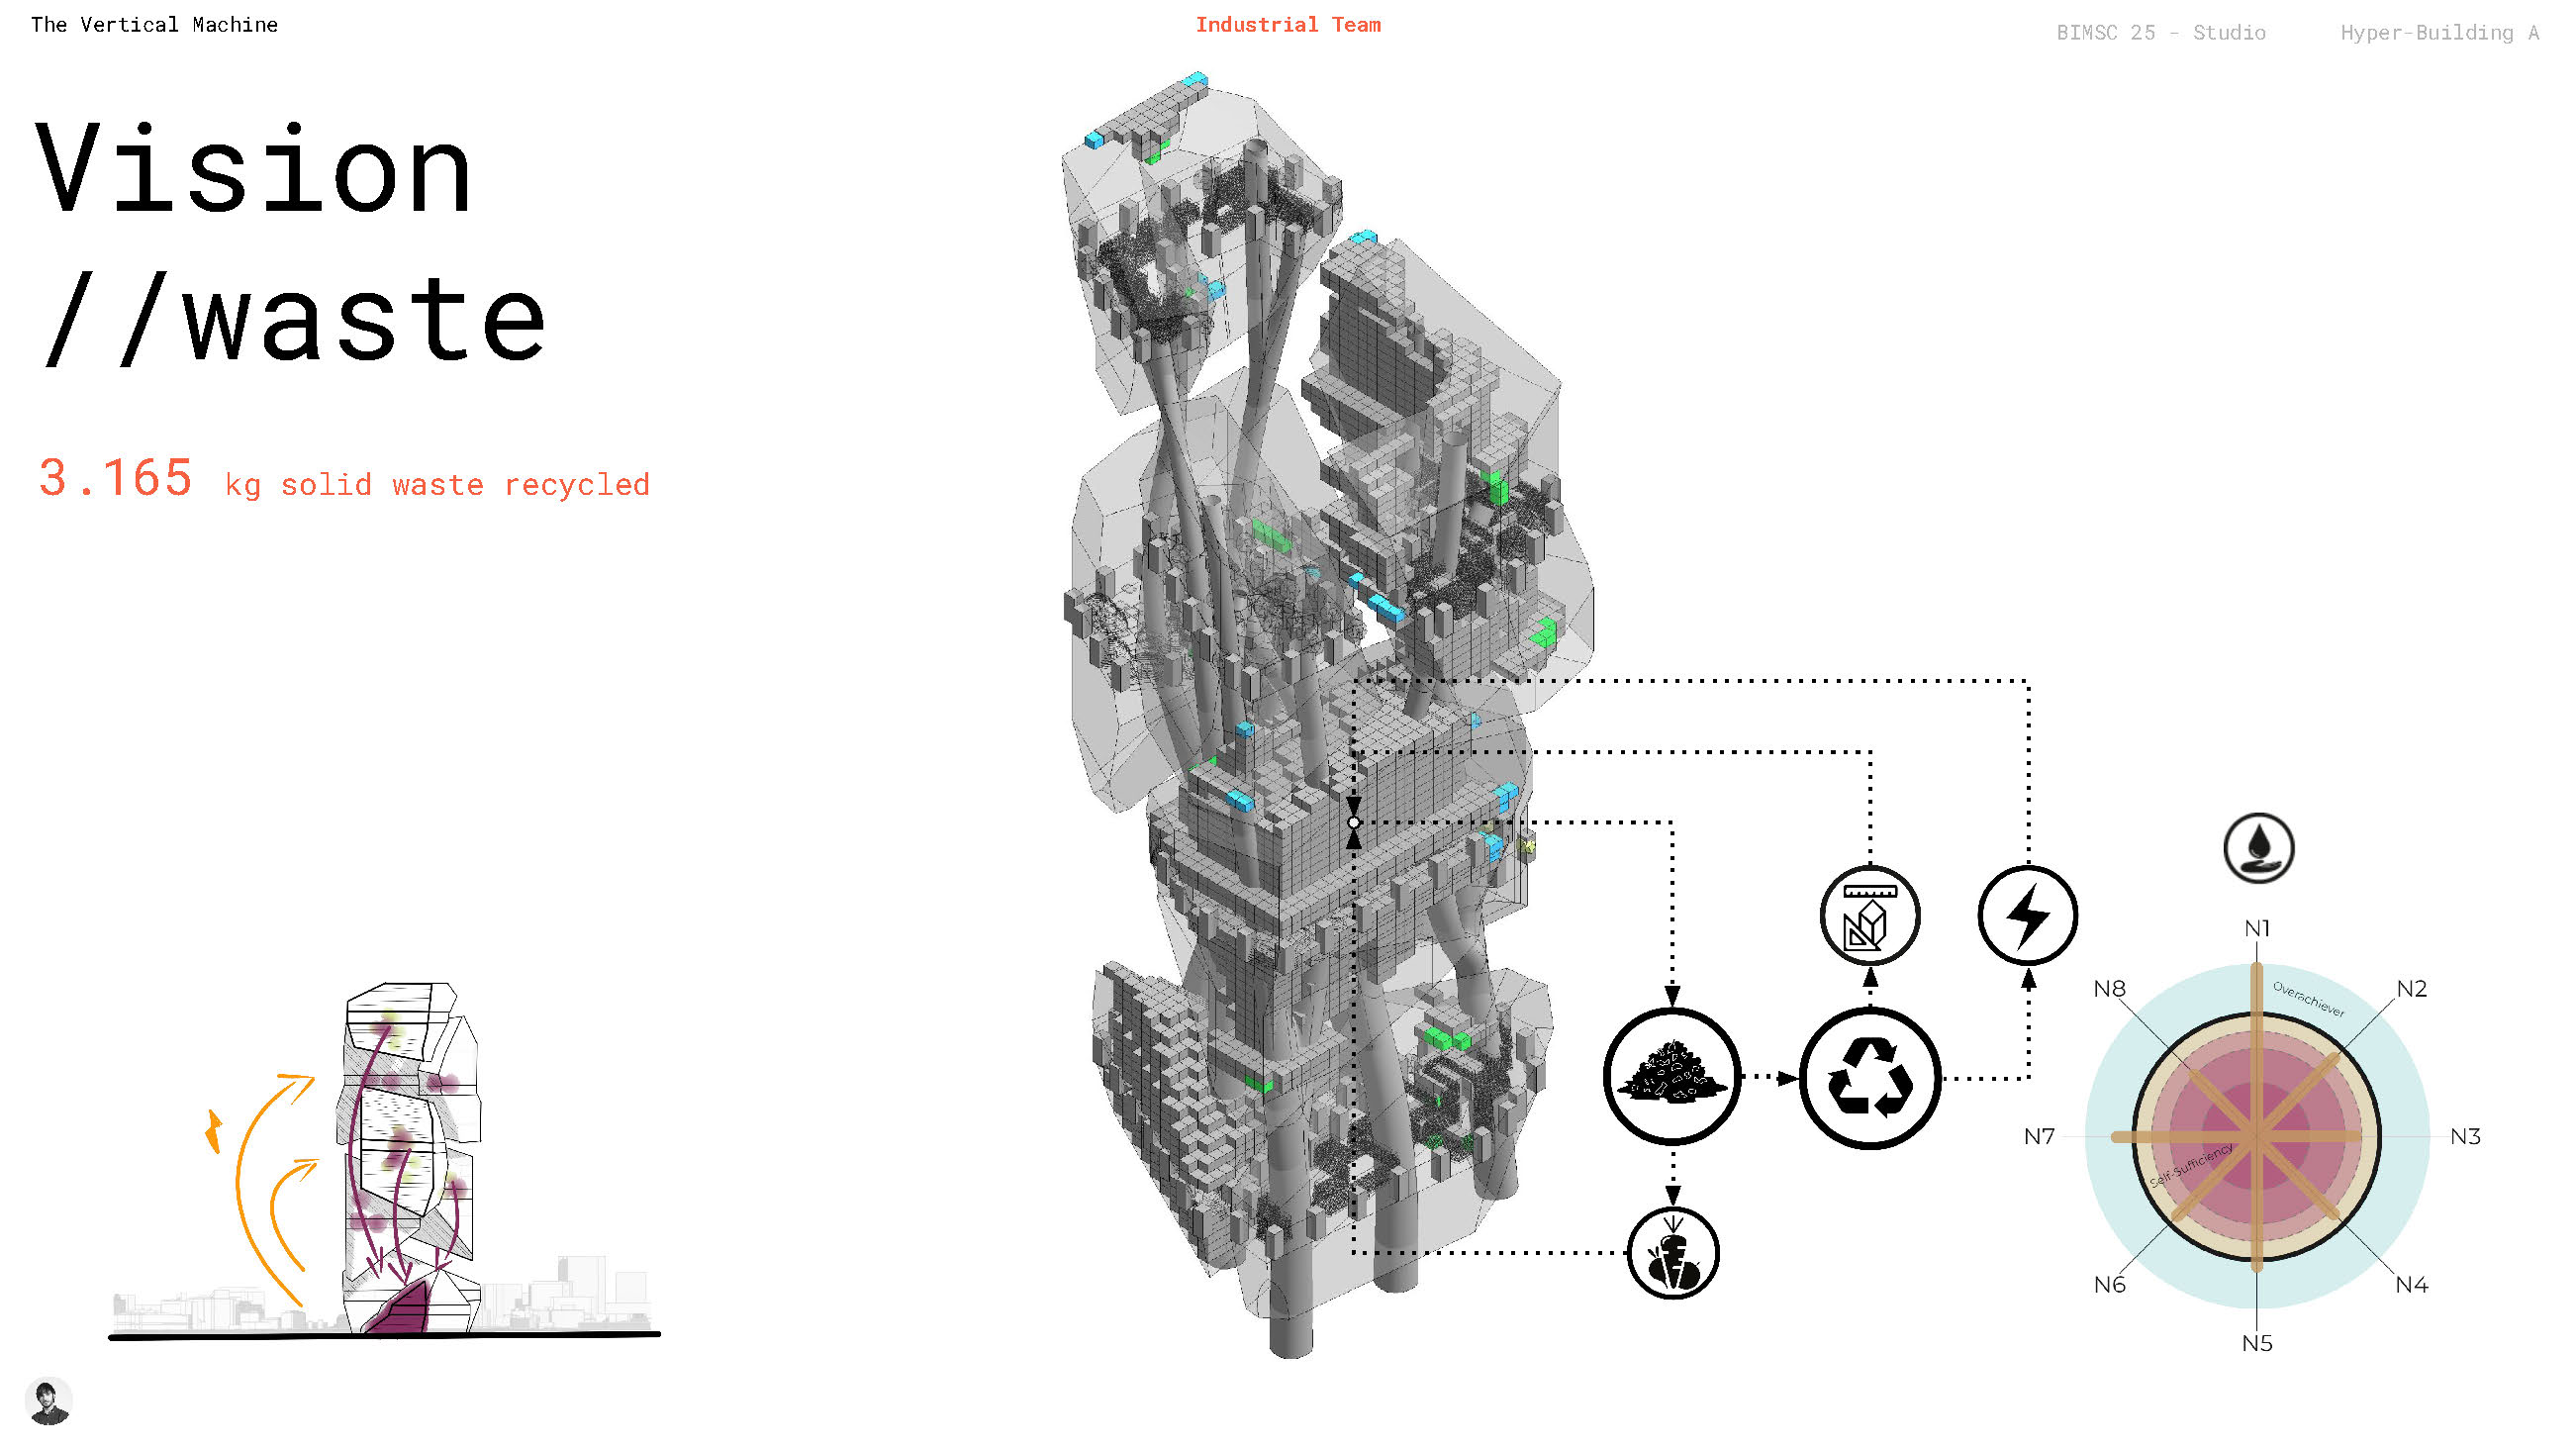 The Vertical Machine
Industrial Team
BIMSC 25 - Studio
Hyper-Building A
Vision
//waste
3.165 kg solid waste recycled
N1
N2
N3
N4
N5
N6
N7
N8
Overachiever
Self-Sufficiency